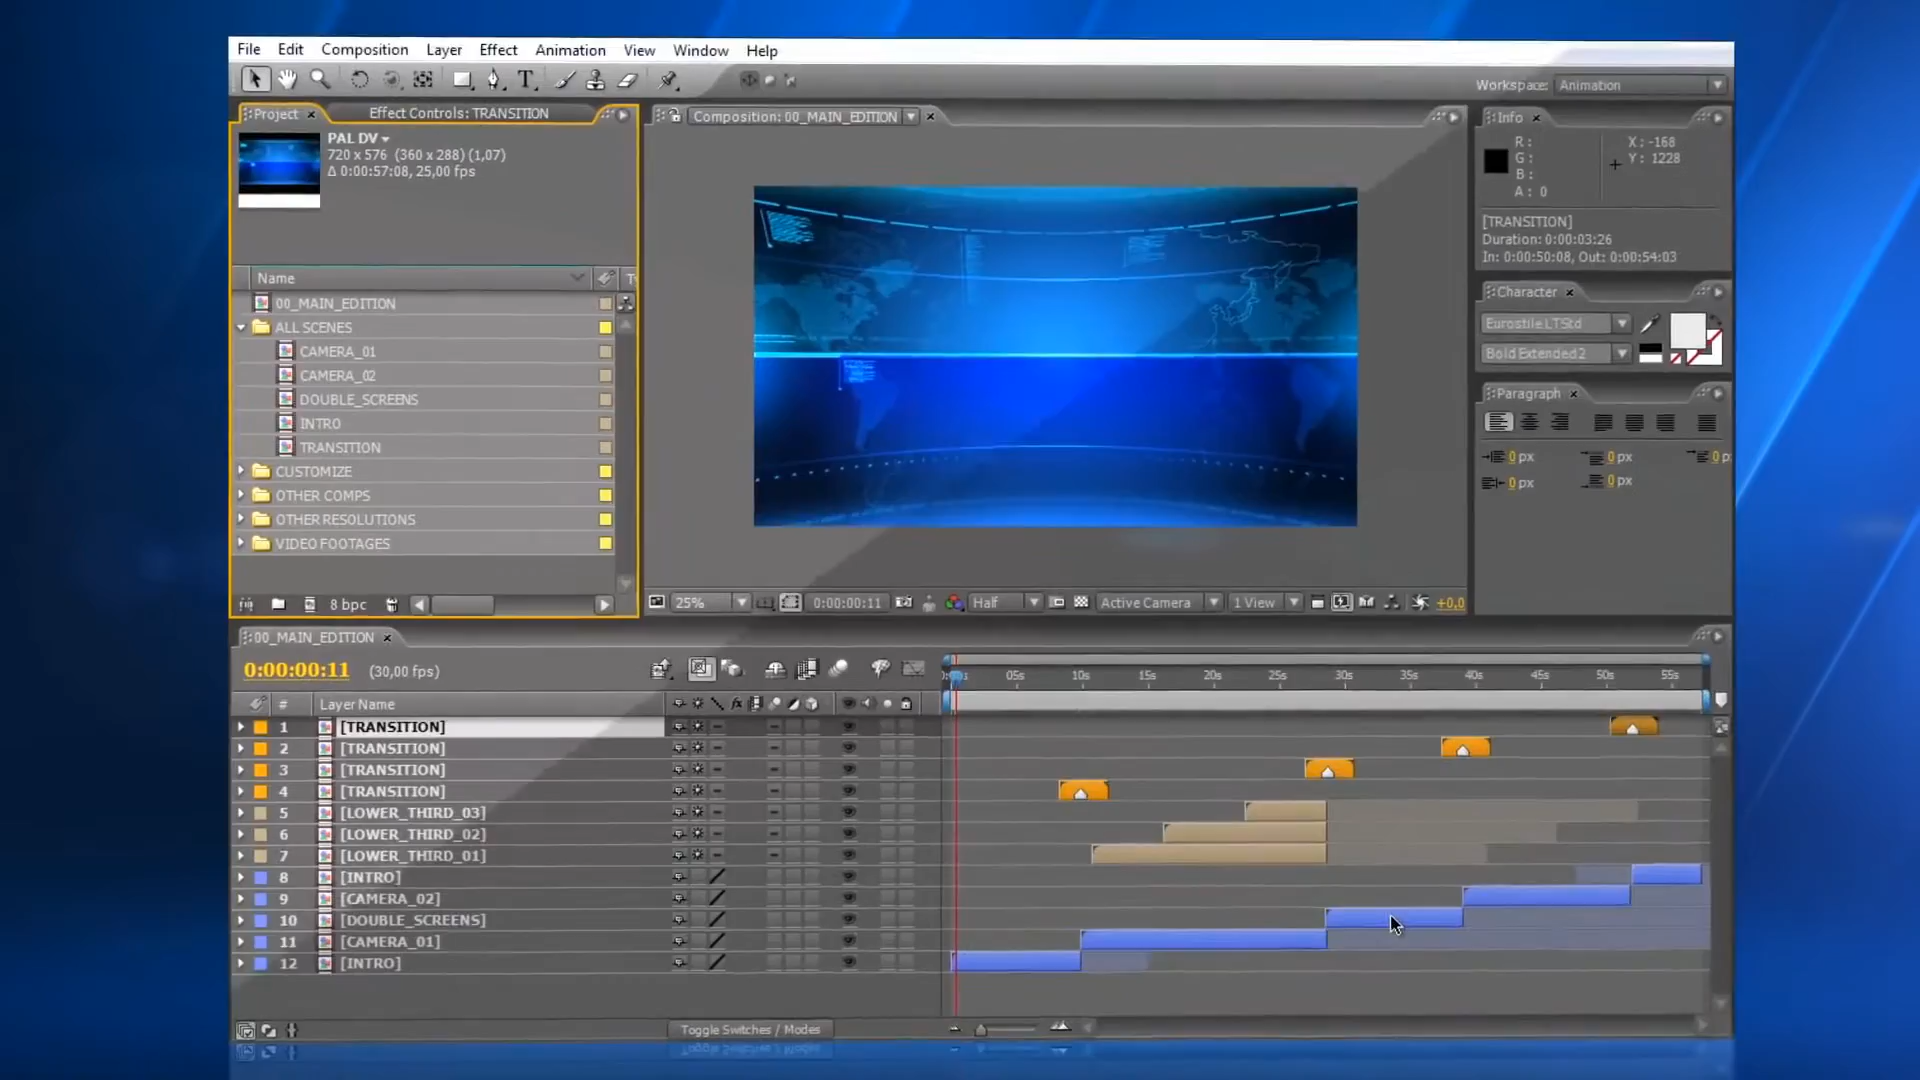 File Edit Composition Layer Effect Animation View Window Help
Workspace: Animation
Project × Effect Controls: TRANSITION
Composition: 00_MAIN_EDITION ×
Info ×
PAL DV
720 x 576 (360 x 288) (1,07)
Δ 0:00:57:08, 25,00 fps
R :
G :
B :
A : 0
X : -168
Y : 1228
[TRANSITION]
Duration: 0:00:03:26
In: 0:00:50:08, Out: 0:00:54:03
Name
00_MAIN_EDITION
ALL SCENES
CAMERA_01
CAMERA_02
DOUBLE_SCREENS
INTRO
TRANSITION
CUSTOMIZE
OTHER COMPS
OTHER RESOLUTIONS
VIDEO FOOTAGES
Character ×
Eurostile LT Std
Bold Extended 2
Paragraph ×
0 px 0 px 0 p
0 px 0 px
8 bpc
25% 0:00:00:11 Half Active Camera 1 View +0,0
00_MAIN_EDITION ×
0:00:00:11 (30,00 fps)
05s 10s 15s 20s 25s 30s 35s 40s 45s 50s 55s
# Layer Name
1 [TRANSITION]
2 [TRANSITION]
3 [TRANSITION]
4 [TRANSITION]
5 [LOWER_THIRD_03]
6 [LOWER_THIRD_02]
7 [LOWER_THIRD_01]
8 [INTRO]
9 [CAMERA_02]
10 [DOUBLE_SCREENS]
11 [CAMERA_01]
12 [INTRO]
Toggle Switches / Modes